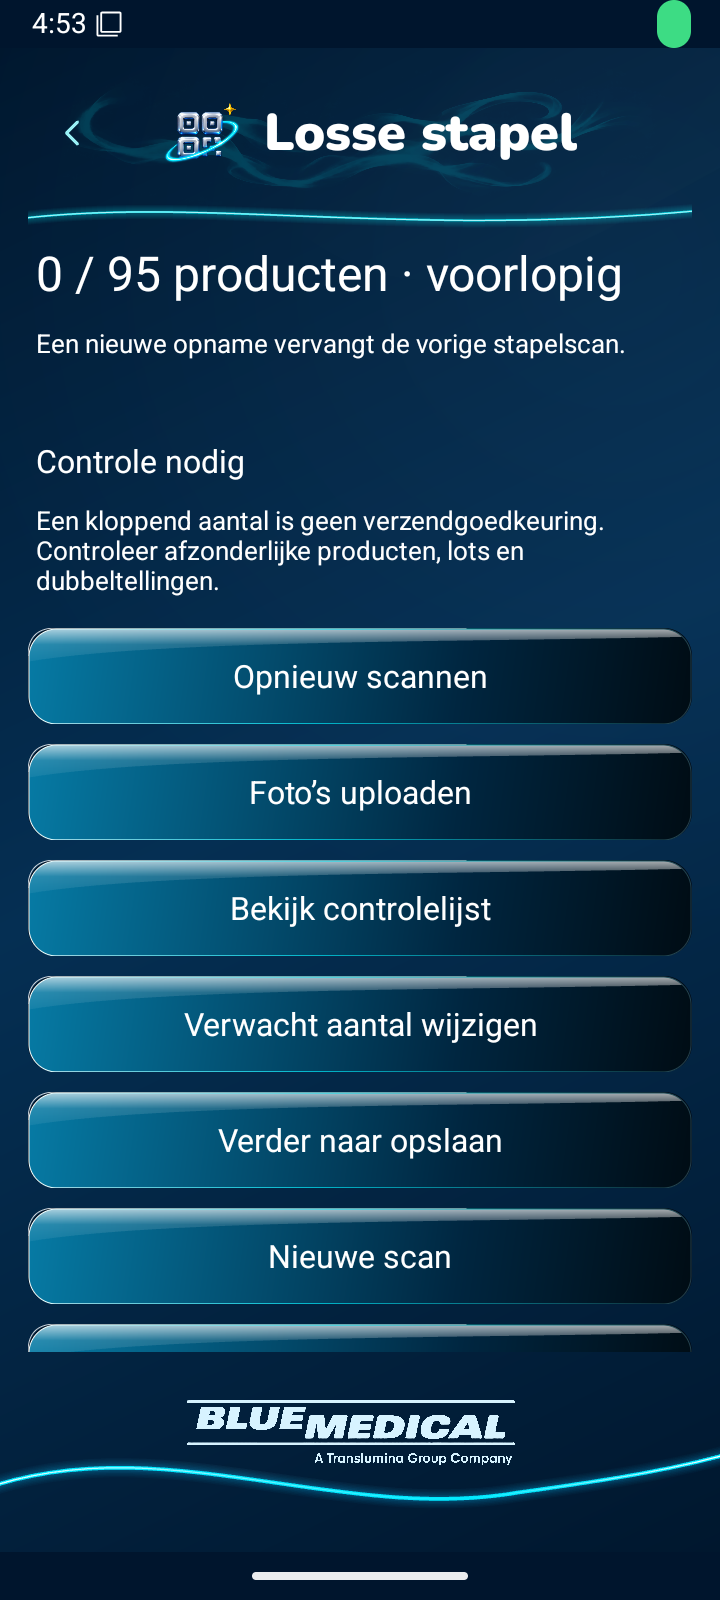 4:53
Losse stapel
0 / 95 producten · voorlopig
Een nieuwe opname vervangt de vorige stapelscan.
Controle nodig
Een kloppend aantal is geen verzendgoedkeuring.
Controleer afzonderlijke producten, lots en
dubbeltellingen.
Opnieuw scannen
Foto’s uploaden
Bekijk controlelijst
Verwacht aantal wijzigen
Verder naar opslaan
Nieuwe scan
BLUEMEDICAL
A Translumina Group Company